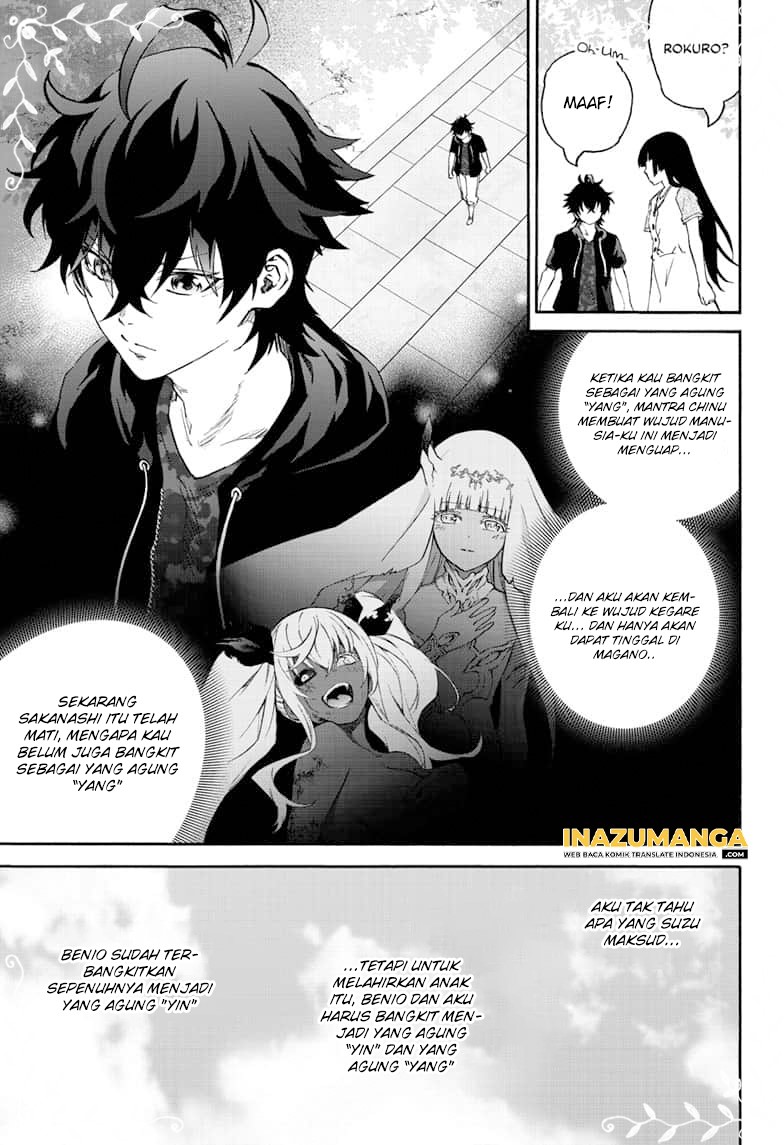 ROKURO?
Oh-Um..
MAAF!
KETIKA KAU BANGKIT
SEBAGAI YANG AGUNG
"YANG", MANTRA CHINU
MEMBUAT WUJUD MANU-
SIA-KU INI MENJADI
MENGUAP...
...DAN AKU AKAN KEM-
BALI KE WUJUD KEGARE
KU... DAN HANYA AKAN
DAPAT TINGGAL DI
MAGANO..
SEKARANG
SAKANASHI ITU TELAH
MATI, MENGAPA KAU
BELUM JUGA BANGKIT
SEBAGAI YANG AGUNG
"YANG"
INAZUMANGA
WEB BACA KOMIK TRANSLATE INDONESIA .COM
AKU TAK TAHU
APA YANG SUZU
MAKSUD...
...TETAPI UNTUK
MELAHIRKAN ANAK
ITU, BENIO DAN AKU
HARUS BANGKIT MEN-
JADI YANG AGUNG
"YIN" DAN YANG
AGUNG "YANG"
BENIO SUDAH TER-
BANGKITKAN
SEPENUHNYA MENJADI
YANG AGUNG "YIN"